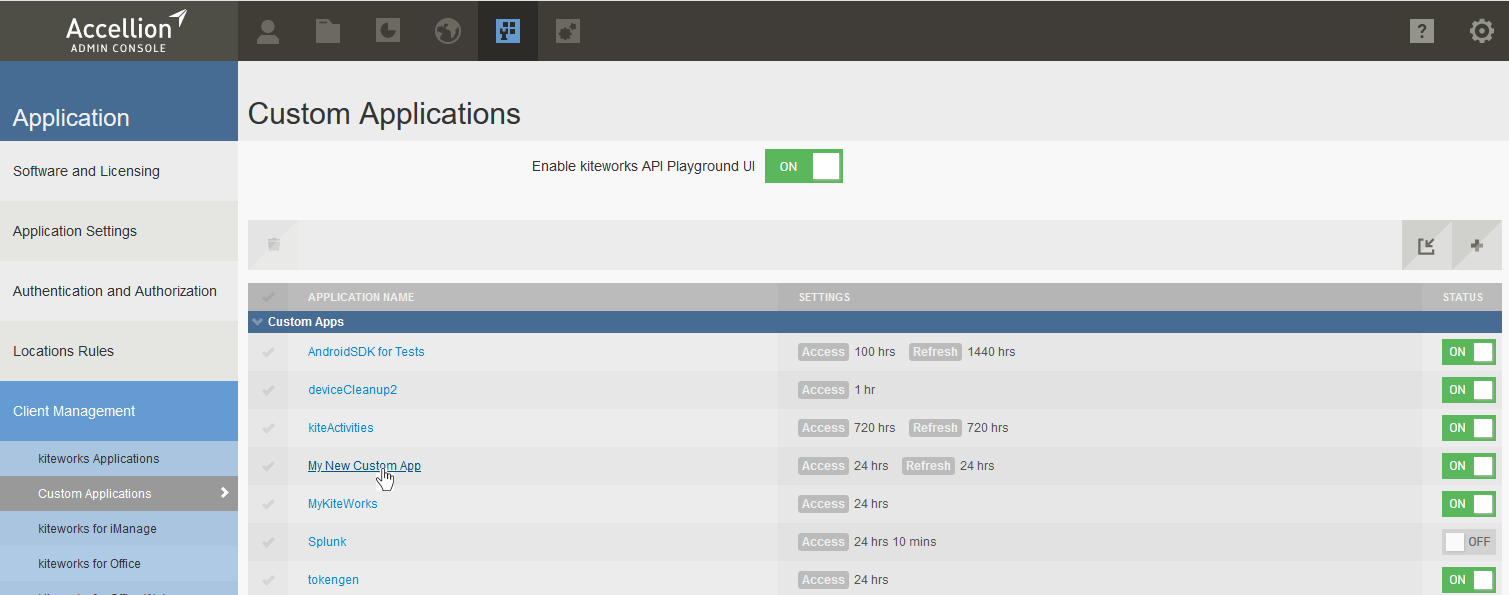 Accellion
ADMIN CONSOLE
?
Application
Custom Applications
Enable kiteworks API Playground UI ON
Software and Licensing
Application Settings
Authentication and Authorization
Locations Rules
Client Management
kiteworks Applications
Custom Applications
kiteworks for iManage
kiteworks for Office
APPLICATION NAME SETTINGS STATUS
Custom Apps
AndroidSDK for Tests Access 100 hrs Refresh 1440 hrs ON
deviceCleanup2 Access 1 hr ON
kiteActivities Access 720 hrs Refresh 720 hrs ON
My New Custom App Access 24 hrs Refresh 24 hrs ON
MyKiteWorks Access 24 hrs ON
Splunk Access 24 hrs 10 mins OFF
tokengen Access 24 hrs ON